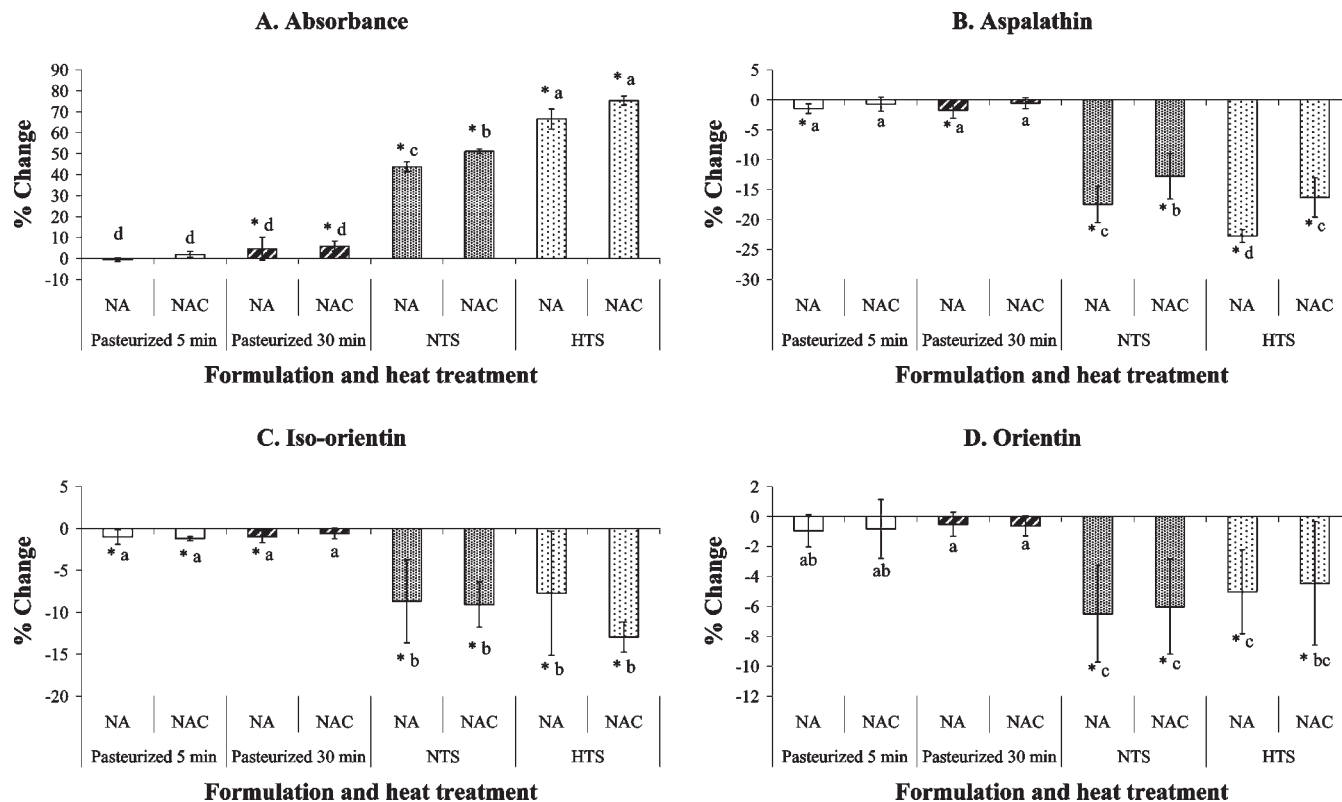 A. Absorbance
% Change
90
80
70
60
50
40
30
20
10
0
-10
d
d
* d
* d
* c
* b
* a
* a
NA NAC NA NAC NA NAC NA NAC
Pasteurized 5 min Pasteurized 30 min NTS HTS
Formulation and heat treatment
B. Aspalathin
% Change
5
0
-5
-10
-15
-20
-25
-30
* a
a
* a
a
* c
* b
* d
* c
NA NAC NA NAC NA NAC NA NAC
Pasteurized 5 min Pasteurized 30 min NTS HTS
Formulation and heat treatment
C. Iso-orientin
% Change
5
0
-5
-10
-15
-20
* a
* a
* a
a
* b
* b
* b
* b
NA NAC NA NAC NA NAC NA NAC
Pasteurized 5 min Pasteurized 30 min NTS HTS
Formulation and heat treatment
D. Orientin
% Change
2
0
-2
-4
-6
-8
-10
-12
ab
ab
a
a
* c
* c
* c
* bc
NA NAC NA NAC NA NAC NA NAC
Pasteurized 5 min Pasteurized 30 min NTS HTS
Formulation and heat treatment